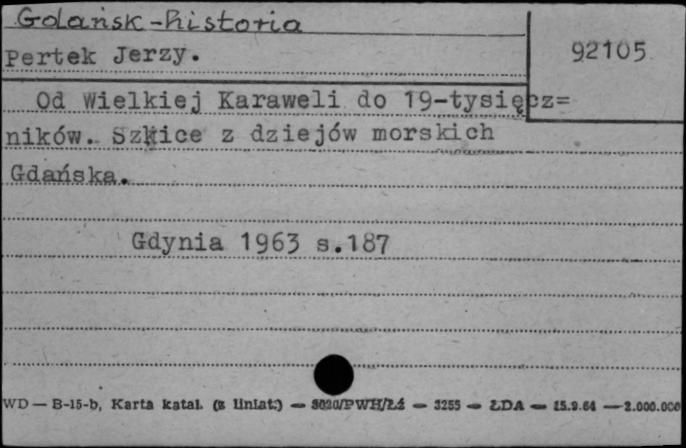 Gdańsk-historia
92105
Pertek Jerzy.
Od Wielkiej Karaweli do 19-tysięcz=
ników. Szkice z dziejów morskich
Gdańska.
Gdynia 1963 s.187
WD — B-15-b, Karta katal. (z liniat.) — 3020/PWH/Łź — 3255 — ŁDA — 15.9.64 — 2.000.000